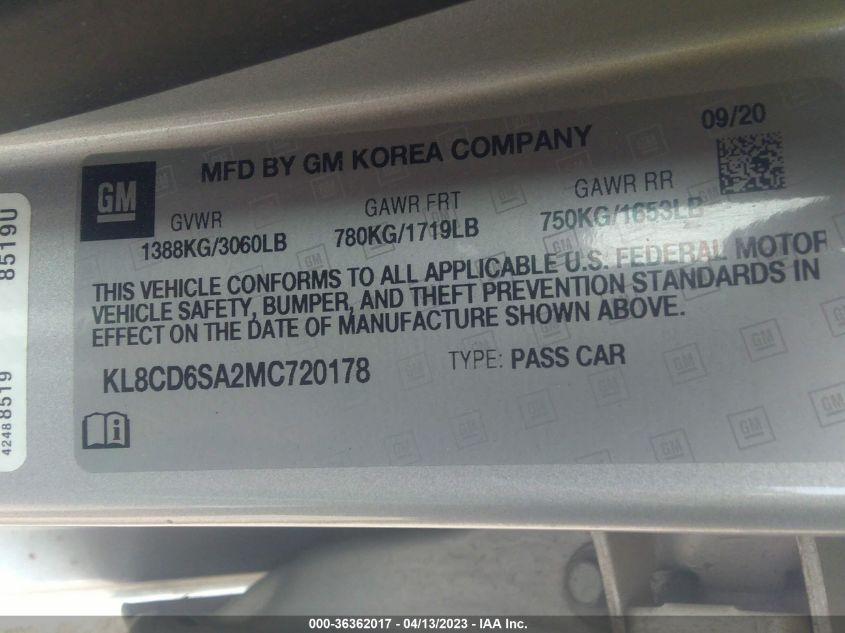 09/20
MFD BY GM KOREA COMPANY
GM
GVWR GAWR FRT GAWR RR
1388KG/3060LB 780KG/1719LB 750KG/1653LB
THIS VEHICLE CONFORMS TO ALL APPLICABLE U.S. FEDERAL MOTOR
VEHICLE SAFETY, BUMPER, AND THEFT PREVENTION STANDARDS IN
EFFECT ON THE DATE OF MANUFACTURE SHOWN ABOVE.
KL8CD6SA2MC720178 TYPE: PASS CAR
8519U
42488519
000-36362017 - 04/13/2023 - IAA Inc.